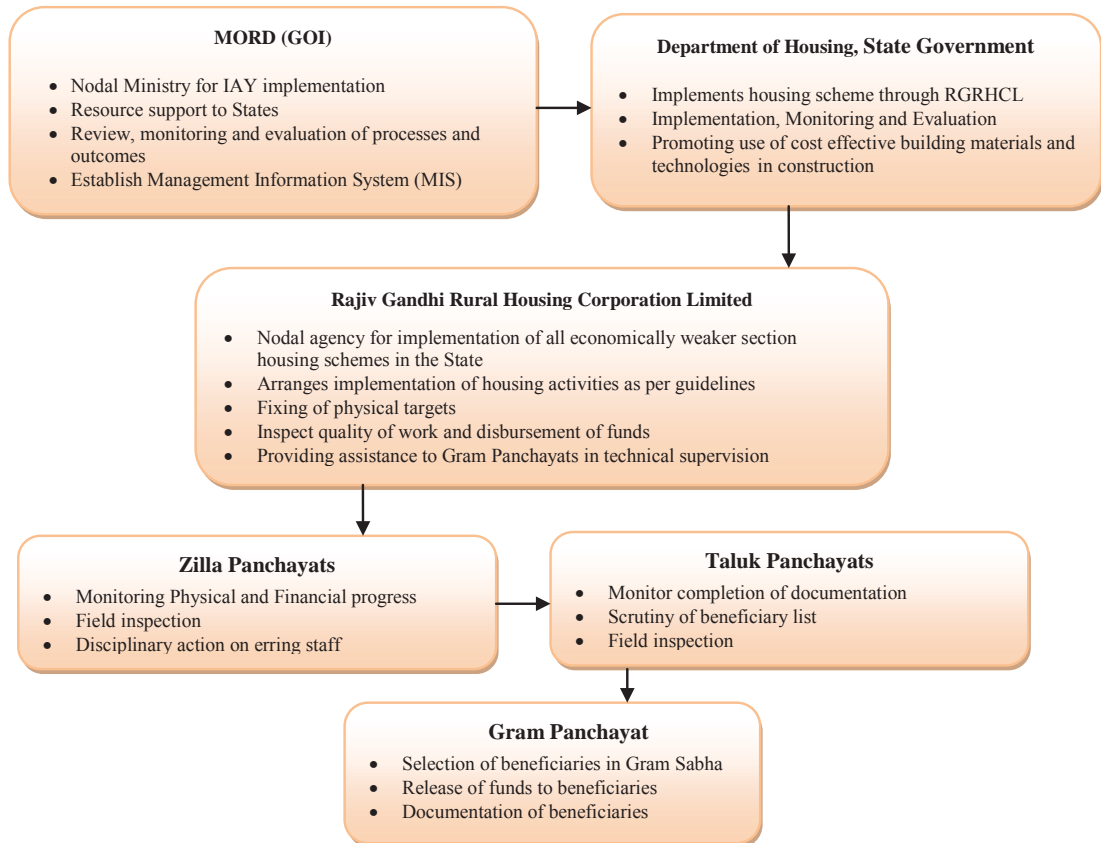 MORD (GOI)
• Nodal Ministry for IAY implementation
• Resource support to States
• Review, monitoring and evaluation of processes and
outcomes
• Establish Management Information System (MIS)
Department of Housing, State Government
• Implements housing scheme through RGRHCL
• Implementation, Monitoring and Evaluation
• Promoting use of cost effective building materials and
technologies in construction
Rajiv Gandhi Rural Housing Corporation Limited
• Nodal agency for implementation of all economically weaker section
housing schemes in the State
• Arranges implementation of housing activities as per guidelines
• Fixing of physical targets
• Inspect quality of work and disbursement of funds
• Providing assistance to Gram Panchayats in technical supervision
Zilla Panchayats
• Monitoring Physical and Financial progress
• Field inspection
• Disciplinary action on erring staff
Taluk Panchayats
• Monitor completion of documentation
• Scrutiny of beneficiary list
• Field inspection
Gram Panchayat
• Selection of beneficiaries in Gram Sabha
• Release of funds to beneficiaries
• Documentation of beneficiaries